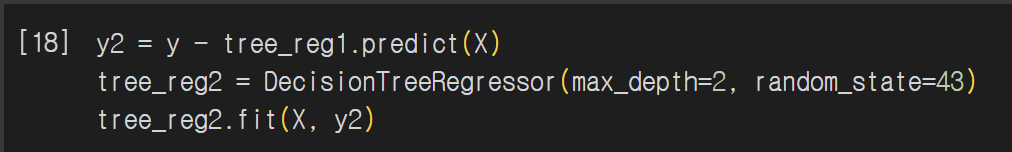 [18] y2 = y - tree_reg1.predict(X)
tree_reg2 = DecisionTreeRegressor(max_depth=2, random_state=43)
tree_reg2.fit(X, y2)